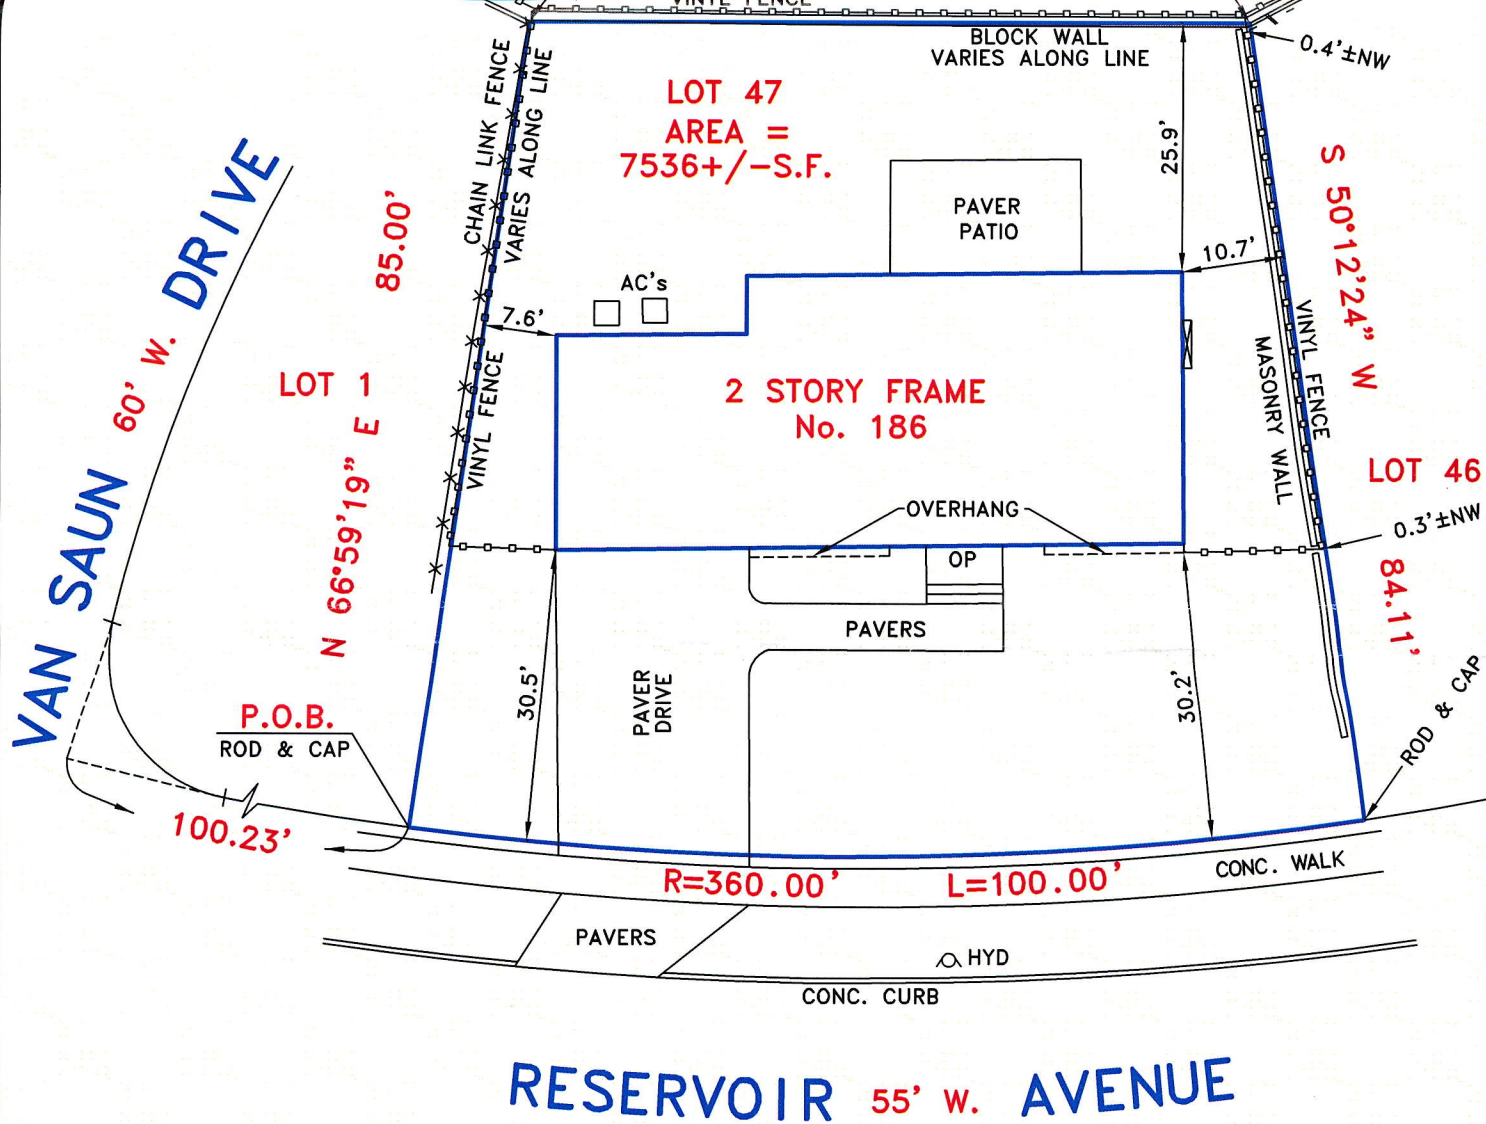 VINYL FENCE
BLOCK WALL
VARIES ALONG LINE
0.4'±NW
CHAIN LINK FENCE
VARIES ALONG LINE
LOT 47
AREA =
7536+/-S.F.
25.9'
S 50°12'24" W
VAN SAUN 60' W. DRIVE
85.00'
PAVER
PATIO
10.7'
AC's
7.6'
VINYL FENCE
MASONRY WALL
LOT 1
N 66°59'19" E
VINYL FENCE
2 STORY FRAME
No. 186
LOT 46
OVERHANG
0.3'±NW
OP
84.11'
PAVERS
30.5'
PAVER
DRIVE
30.2'
ROD & CAP
P.O.B.
ROD & CAP
100.23'
R=360.00' L=100.00'
CONC. WALK
PAVERS
HYD
CONC. CURB
RESERVOIR 55' W. AVENUE